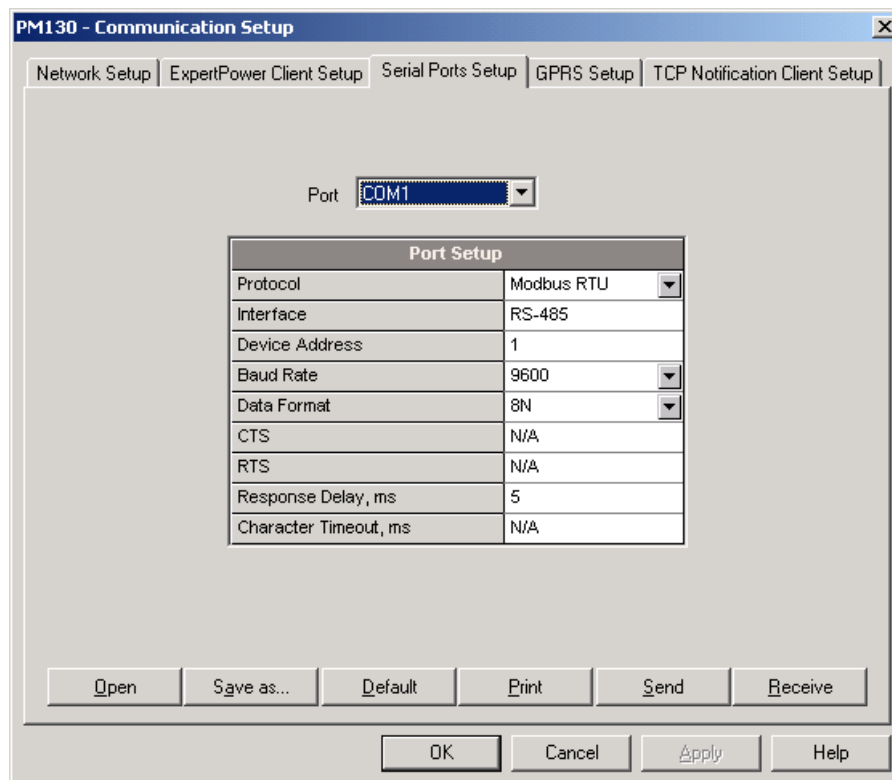 PM130 - Communication Setup
Network Setup ExpertPower Client Setup Serial Ports Setup GPRS Setup TCP Notification Client Setup
Port COM1
Port Setup
Protocol Modbus RTU
Interface RS-485
Device Address 1
Baud Rate 9600
Data Format 8N
CTS N/A
RTS N/A
Response Delay, ms 5
Character Timeout, ms N/A
Open Save as... Default Print Send Receive
OK Cancel Apply Help